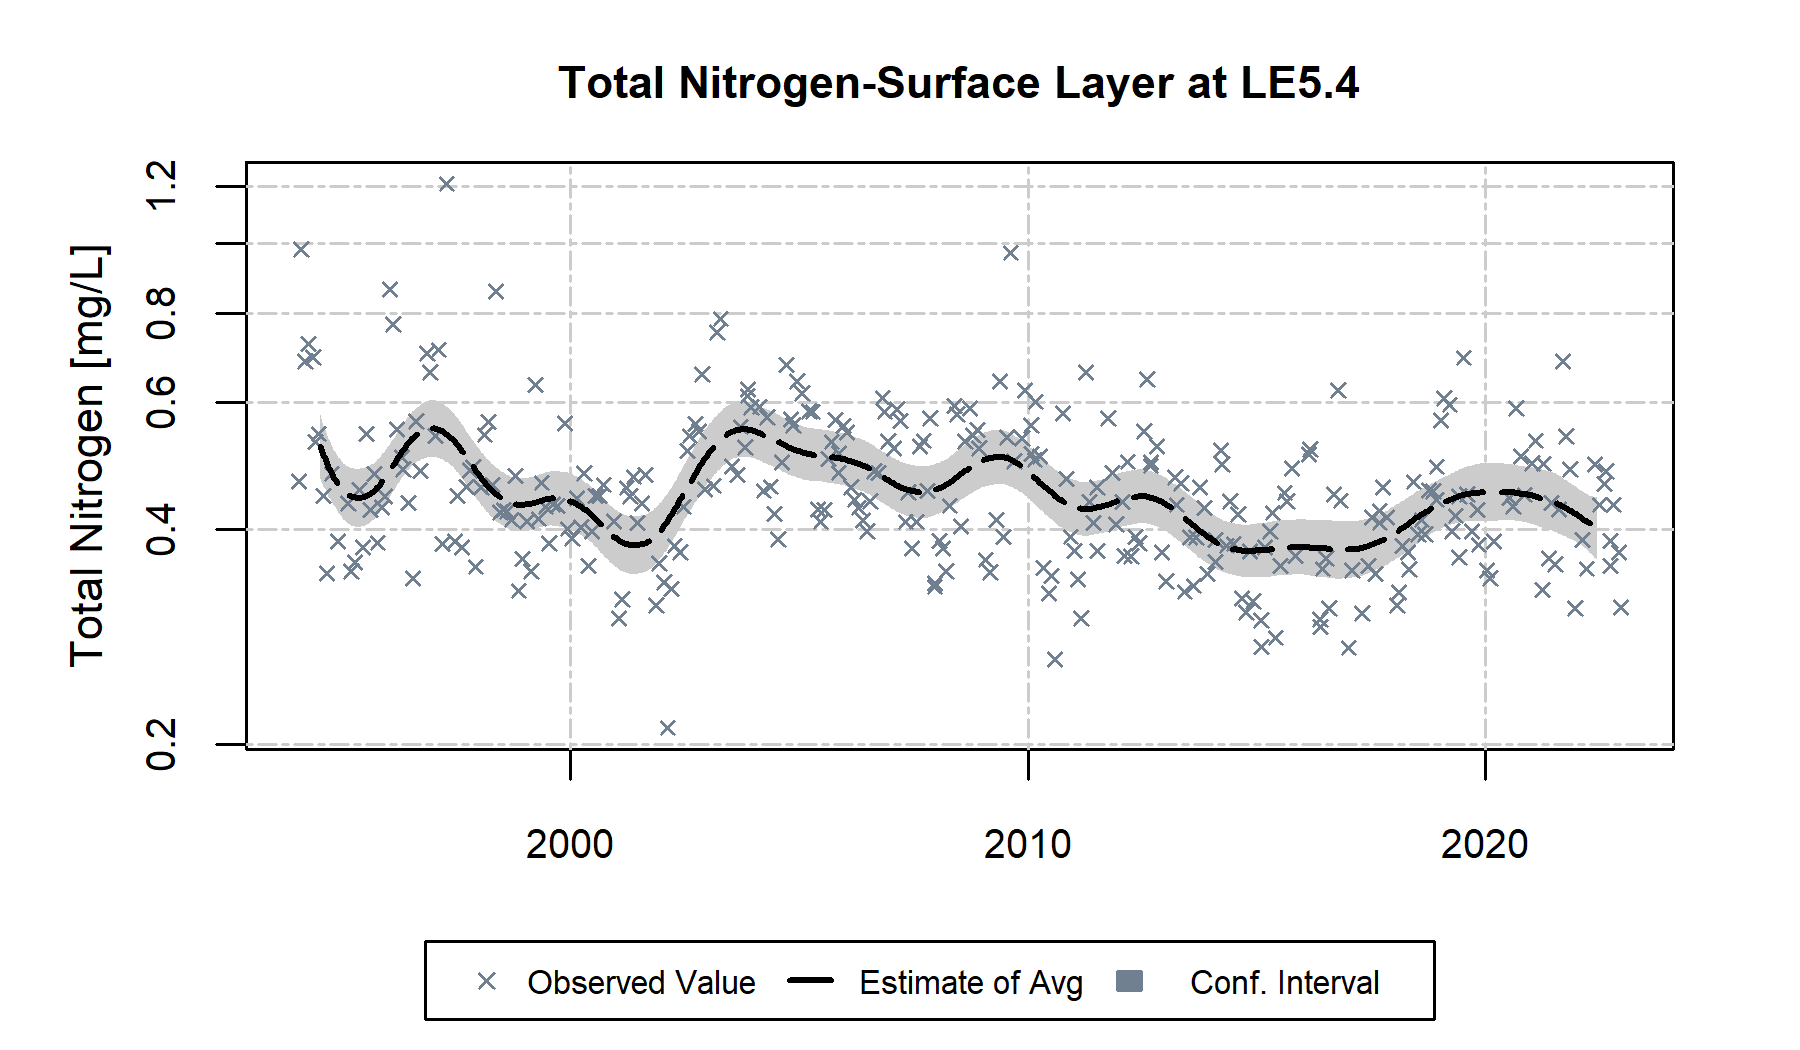 Total Nitrogen-Surface Layer at LE5.4
Total Nitrogen [mg/L]
1.2
0.8
0.6
0.4
0.2
2000 2010 2020
Observed Value Estimate of Avg Conf. Interval